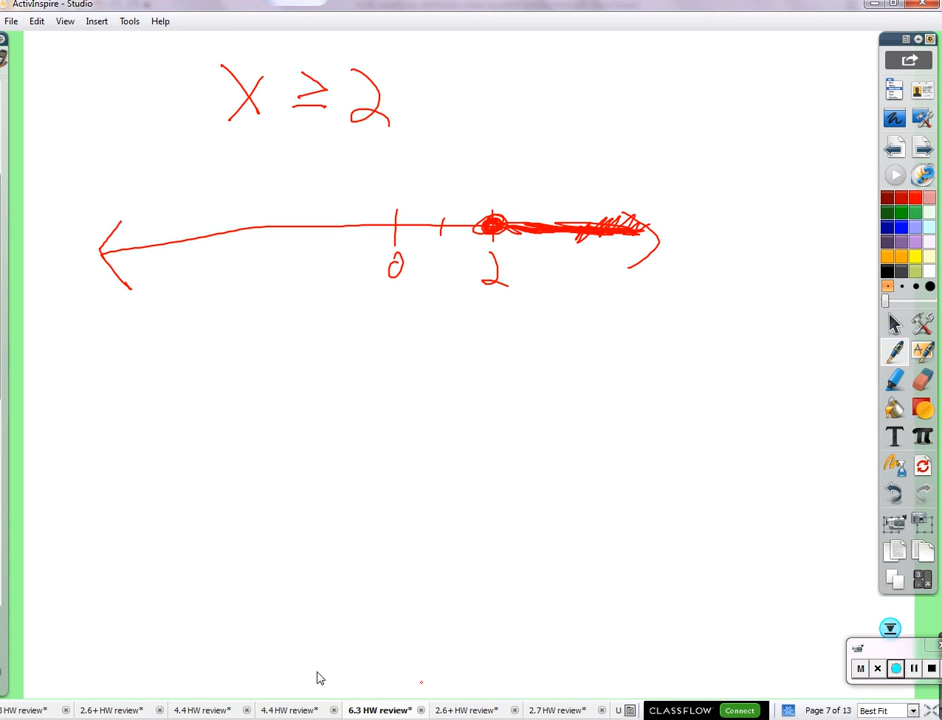 ActivInspire - Studio
File Edit View Insert Tools Help
X ≥ 2
0 2
HW review* 2.6+ HW review* 4.4 HW review* 4.4 HW review* 6.3 HW review* 2.6+ HW review* 2.7 HW review* U CLASSFLOW Connect Page 7 of 13 Best Fit
M